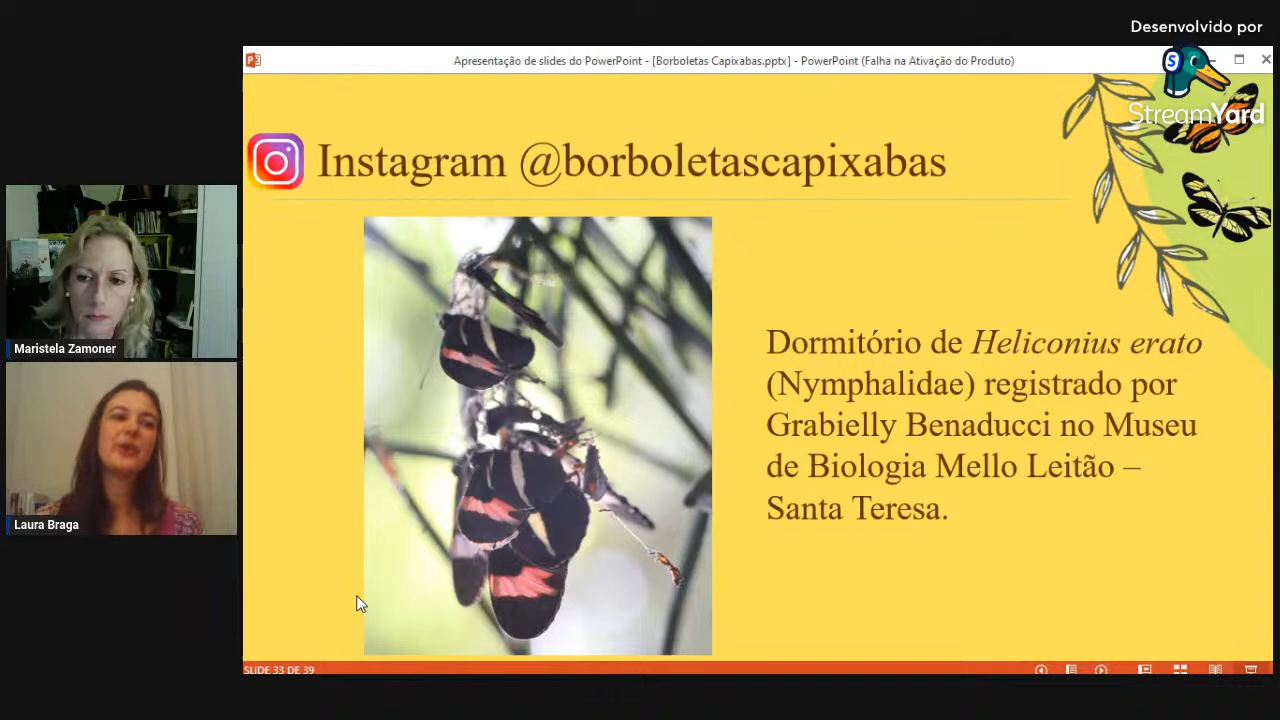 Desenvolvido por
StreamYard
Apresentação de slides do PowerPoint - [Borboletas Capixabas.pptx] - PowerPoint (Falha na Ativação do Produto)
Instagram @borboletascapixabas
Dormitório de Heliconius erato
(Nymphalidae) registrado por
Grabielly Benaducci no Museu
de Biologia Mello Leitão –
Santa Teresa.
Maristela Zamoner
Laura Braga
SLIDE 33 DE 39